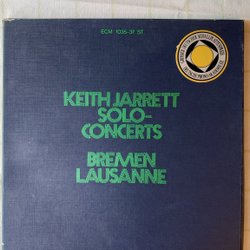 ECM 1035-37 ST
KEITH JARRETT
SOLO-
CONCERTS
BREMEN
LAUSANNE